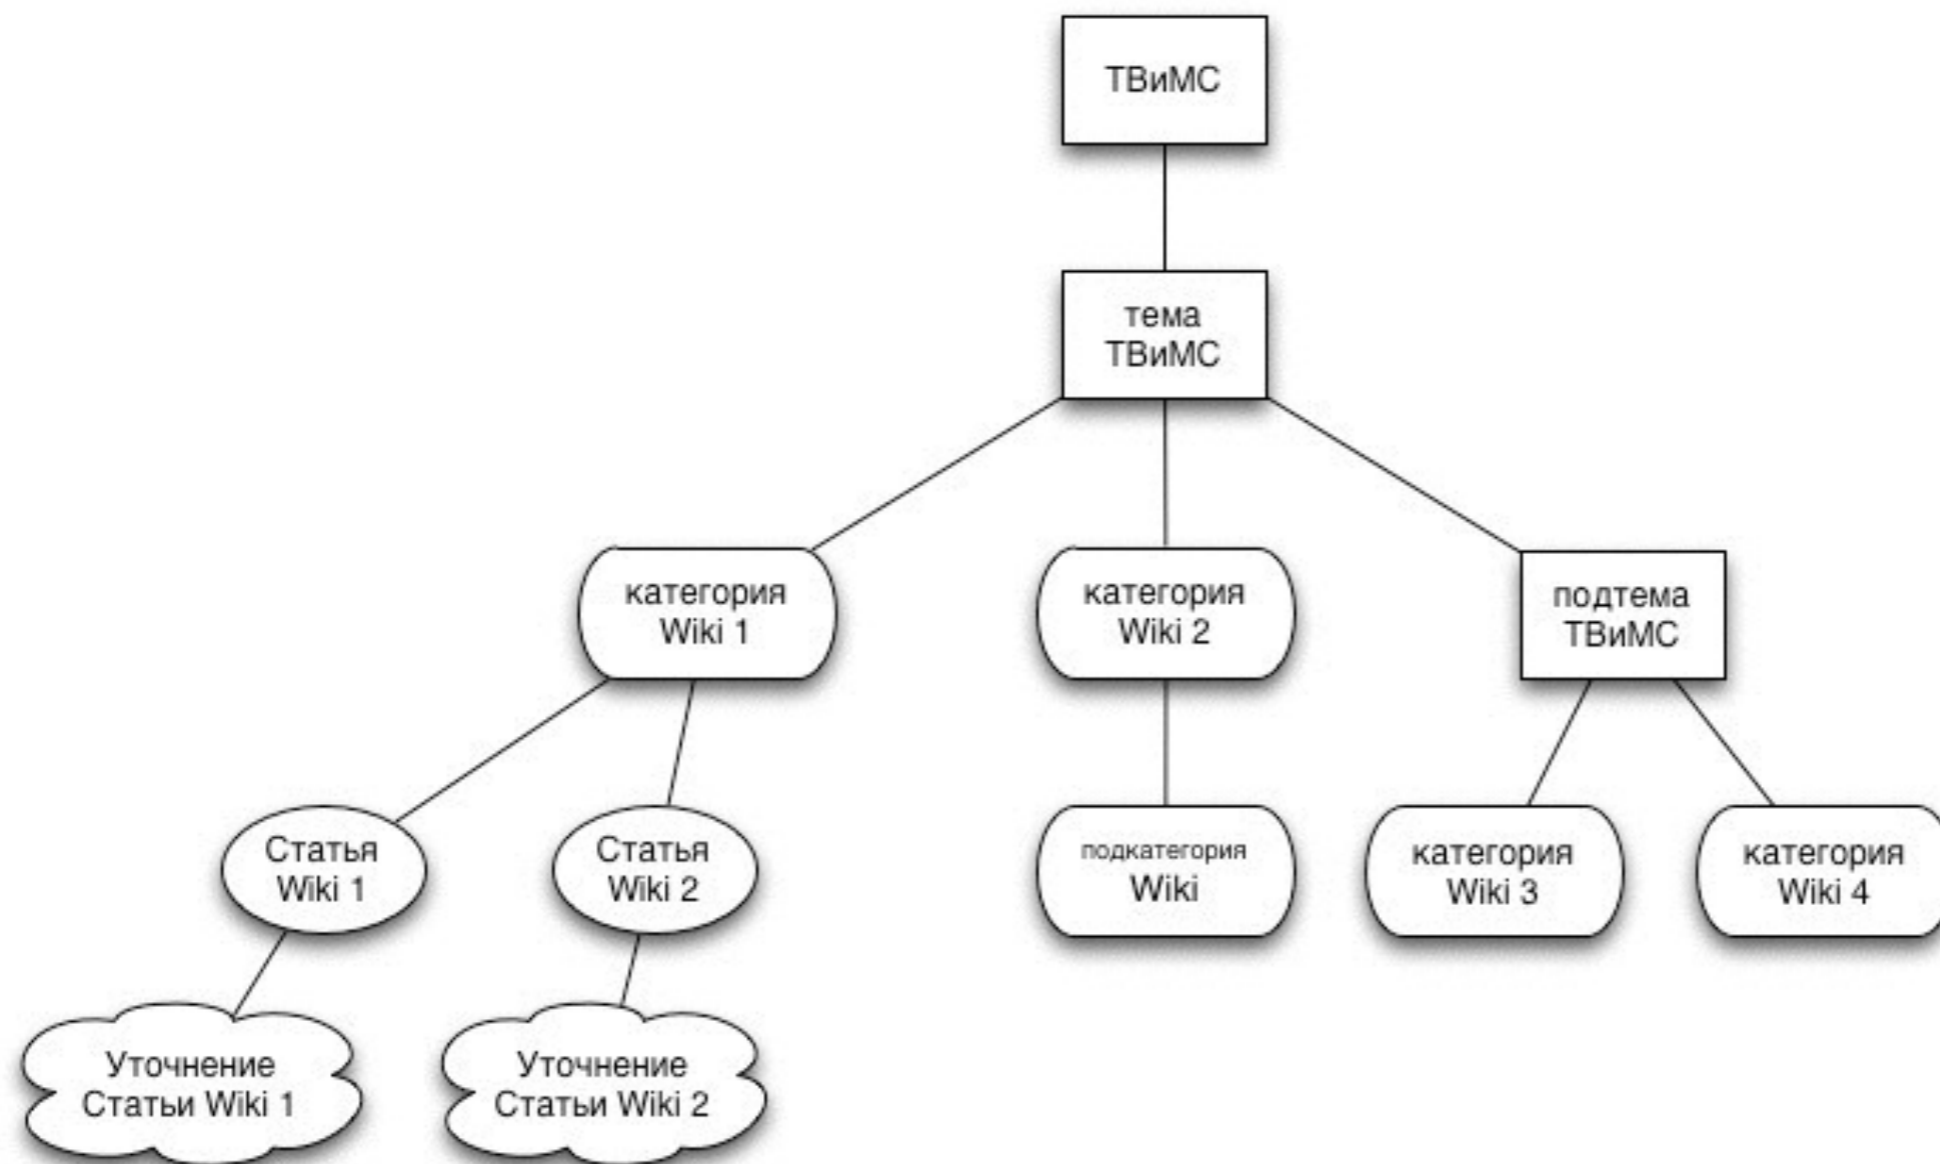 ТВиМС
тема
ТВиМС
категория
Wiki 1
категория
Wiki 2
подтема
ТВиМС
Статья
Wiki 1
Статья
Wiki 2
подкатегория
Wiki
категория
Wiki 3
категория
Wiki 4
Уточнение
Статьи Wiki 1
Уточнение
Статьи Wiki 2